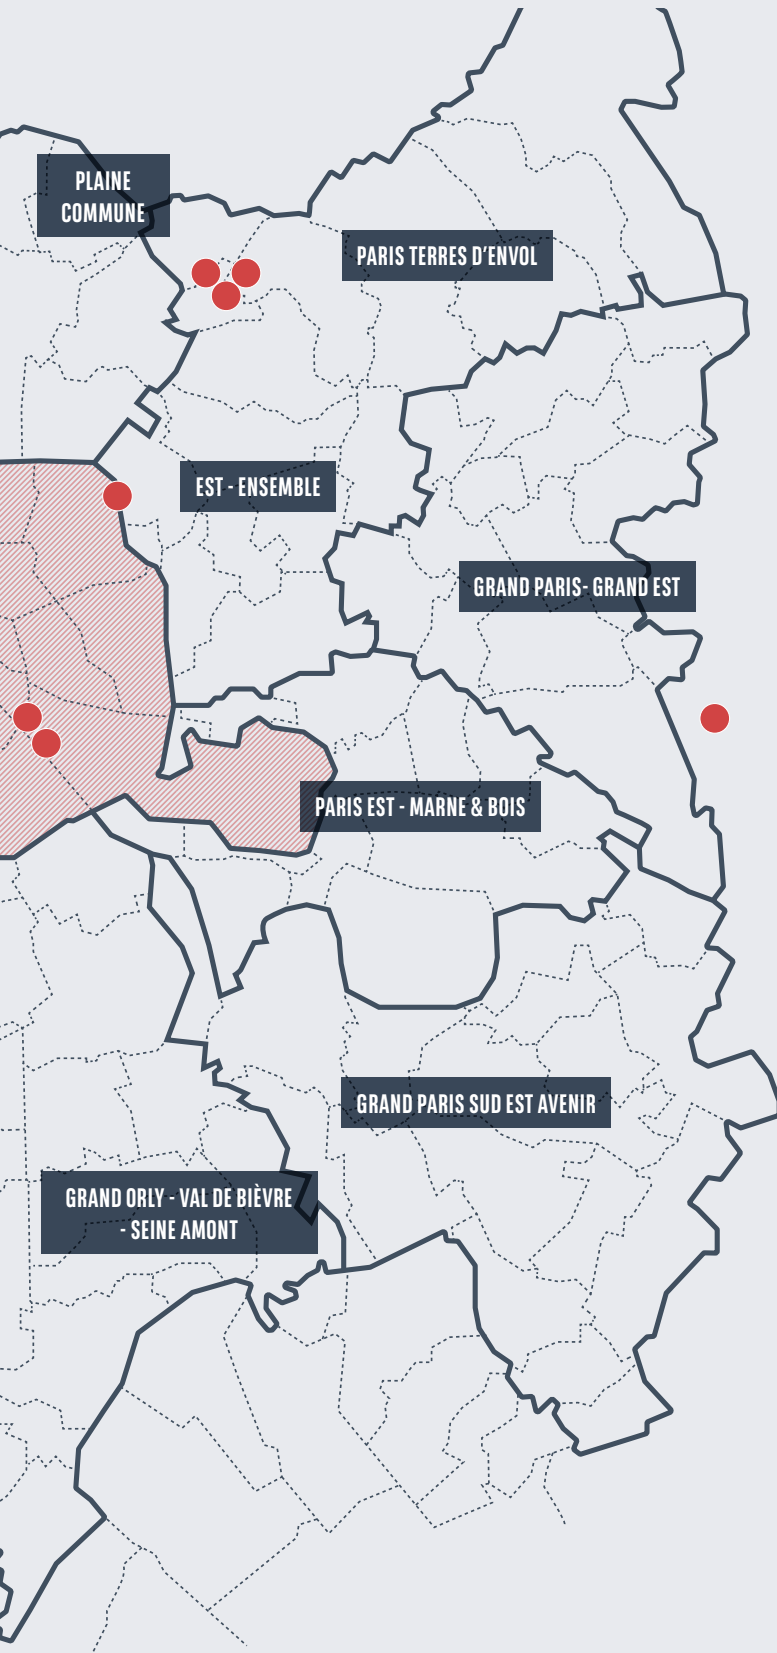 PLAINE
COMMUNE
PARIS TERRES D'ENVOL
EST - ENSEMBLE
GRAND PARIS- GRAND EST
PARIS EST - MARNE & BOIS
GRAND PARIS SUD EST AVENIR
GRAND ORLY - VAL DE BIÈVRE
- SEINE AMONT